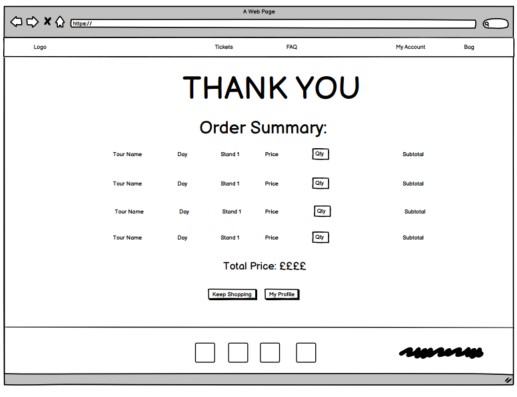 A Web Page
https://
Logo Tickets FAQ My Account Bag
THANK YOU
Order Summary:
Tour Name Day Stand 1 Price Qty Subtotal
Tour Name Day Stand 1 Price Qty Subtotal
Tour Name Day Stand 1 Price Qty Subtotal
Tour Name Day Stand 1 Price Qty Subtotal
Total Price: ££££
Keep Shopping My Profile